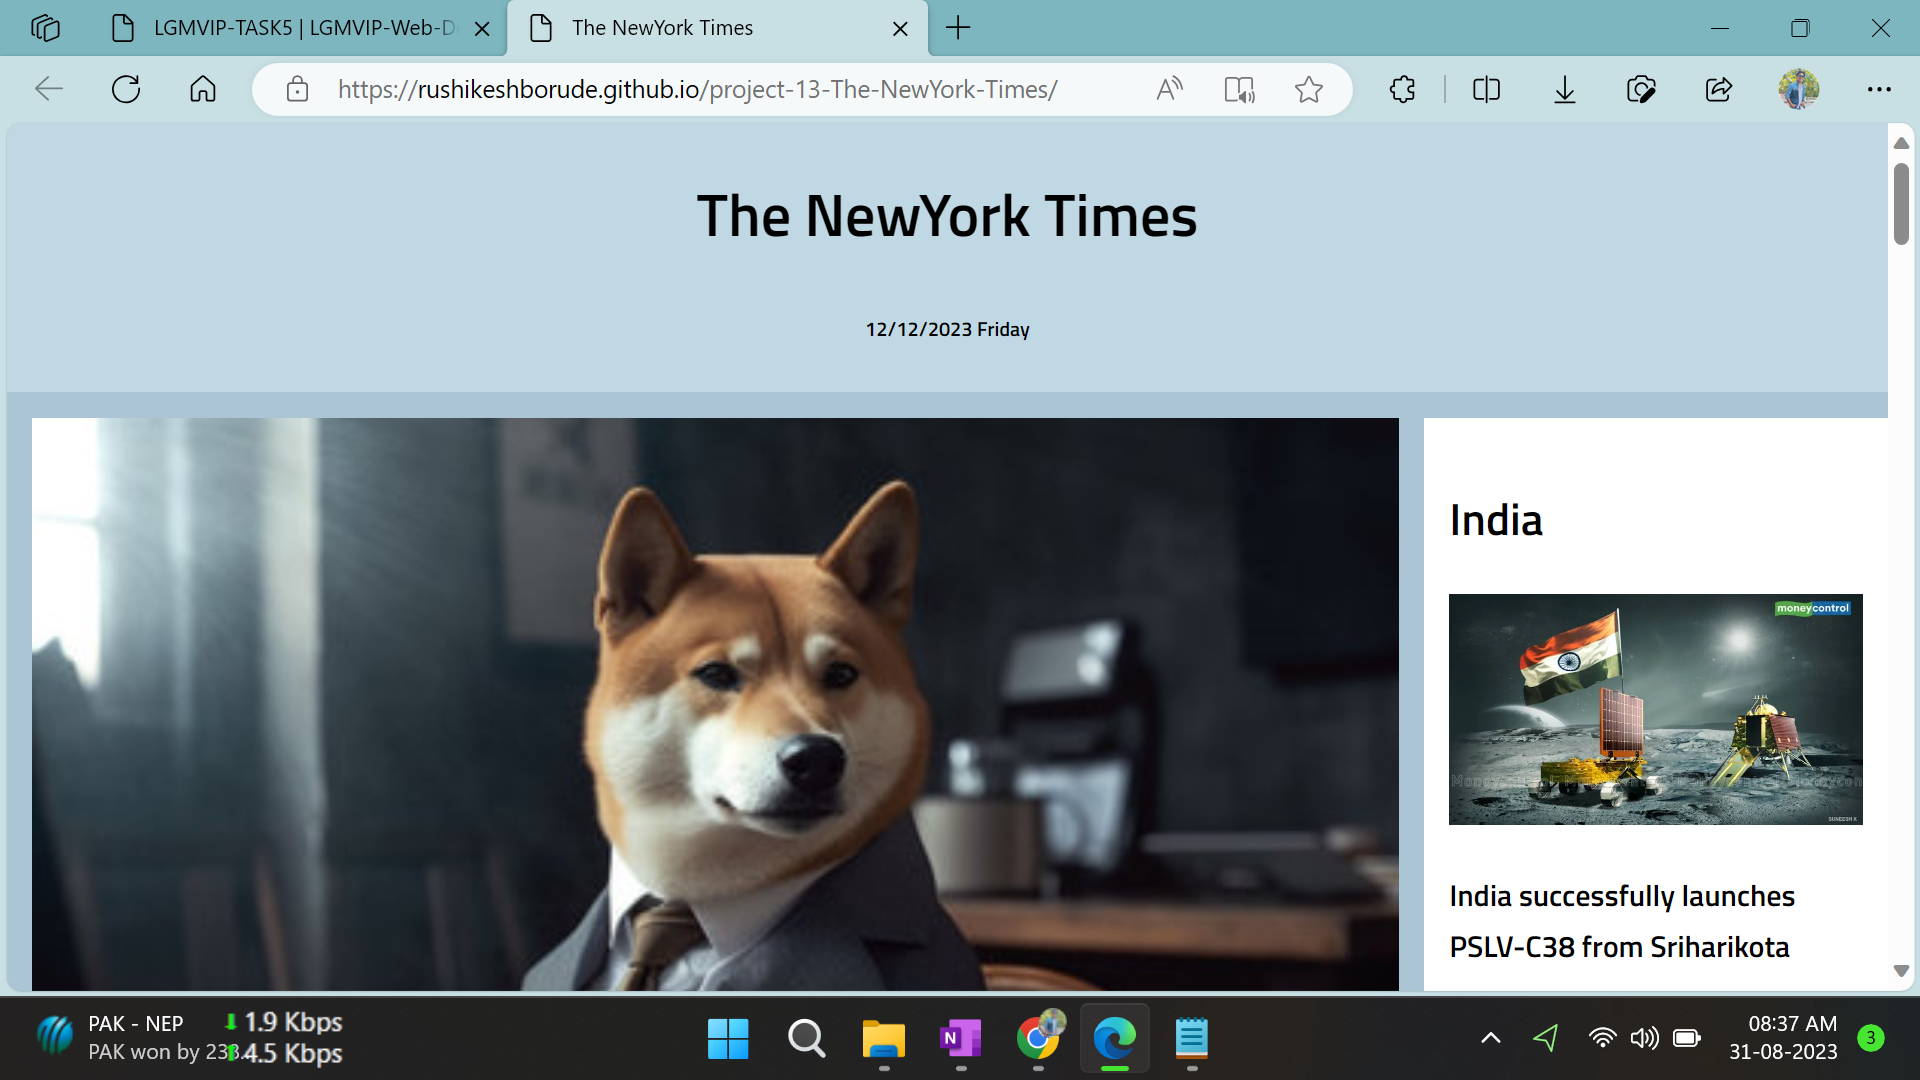 LGMVIP-TASK5 | LGMVIP-Web-D
The NewYork Times
https://rushikeshborude.github.io/project-13-The-NewYork-Times/
The NewYork Times
12/12/2023 Friday
India
moneycontrol
SUNEESH K
India successfully launches
PSLV-C38 from Sriharikota
PAK - NEP
PAK won by 238
1.9 Kbps
4.5 Kbps
N
08:37 AM
31-08-2023
3